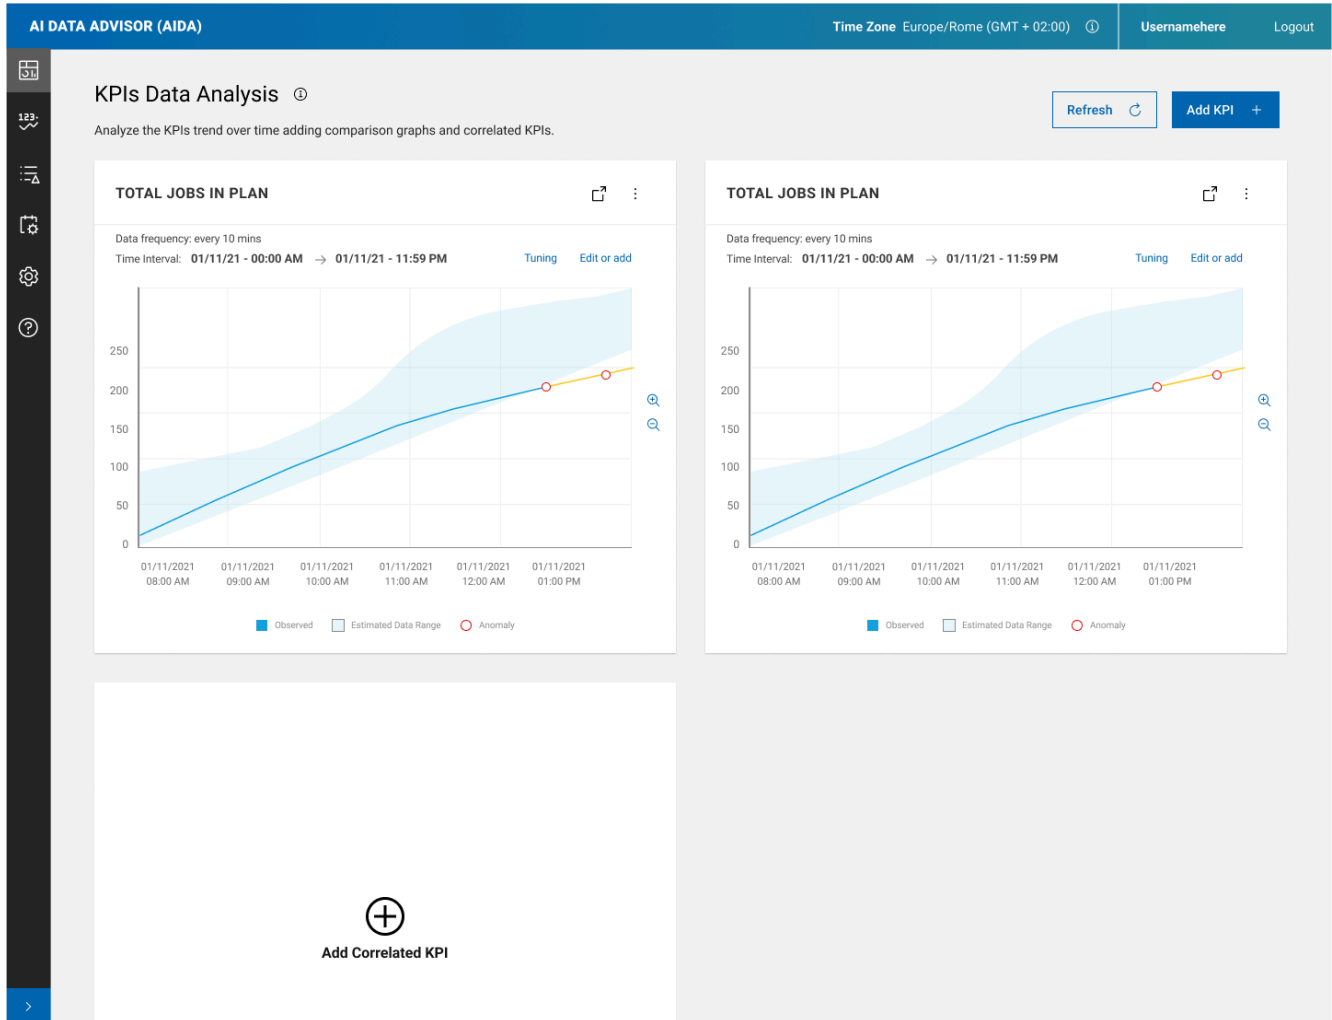 AI DATA ADVISOR (AIDA)
Time Zone Europe/Rome (GMT + 02:00)
Usernamehere
Logout
KPIs Data Analysis
Analyze the KPIs trend over time adding comparison graphs and correlated KPIs.
Refresh
Add KPI +
123
TOTAL JOBS IN PLAN
Data frequency: every 10 mins
Time Interval: 01/11/21 - 00:00 AM → 01/11/21 - 11:59 PM
Tuning
Edit or add
250
200
150
100
50
0
01/11/2021 01/11/2021 01/11/2021 01/11/2021 01/11/2021 01/11/2021
08:00 AM 09:00 AM 10:00 AM 11:00 AM 12:00 AM 01:00 PM
Observed Estimated Data Range Anomaly
TOTAL JOBS IN PLAN
Data frequency: every 10 mins
Time Interval: 01/11/21 - 00:00 AM → 01/11/21 - 11:59 PM
Tuning
Edit or add
250
200
150
100
50
0
01/11/2021 01/11/2021 01/11/2021 01/11/2021 01/11/2021 01/11/2021
08:00 AM 09:00 AM 10:00 AM 11:00 AM 12:00 AM 01:00 PM
Observed Estimated Data Range Anomaly
Add Correlated KPI